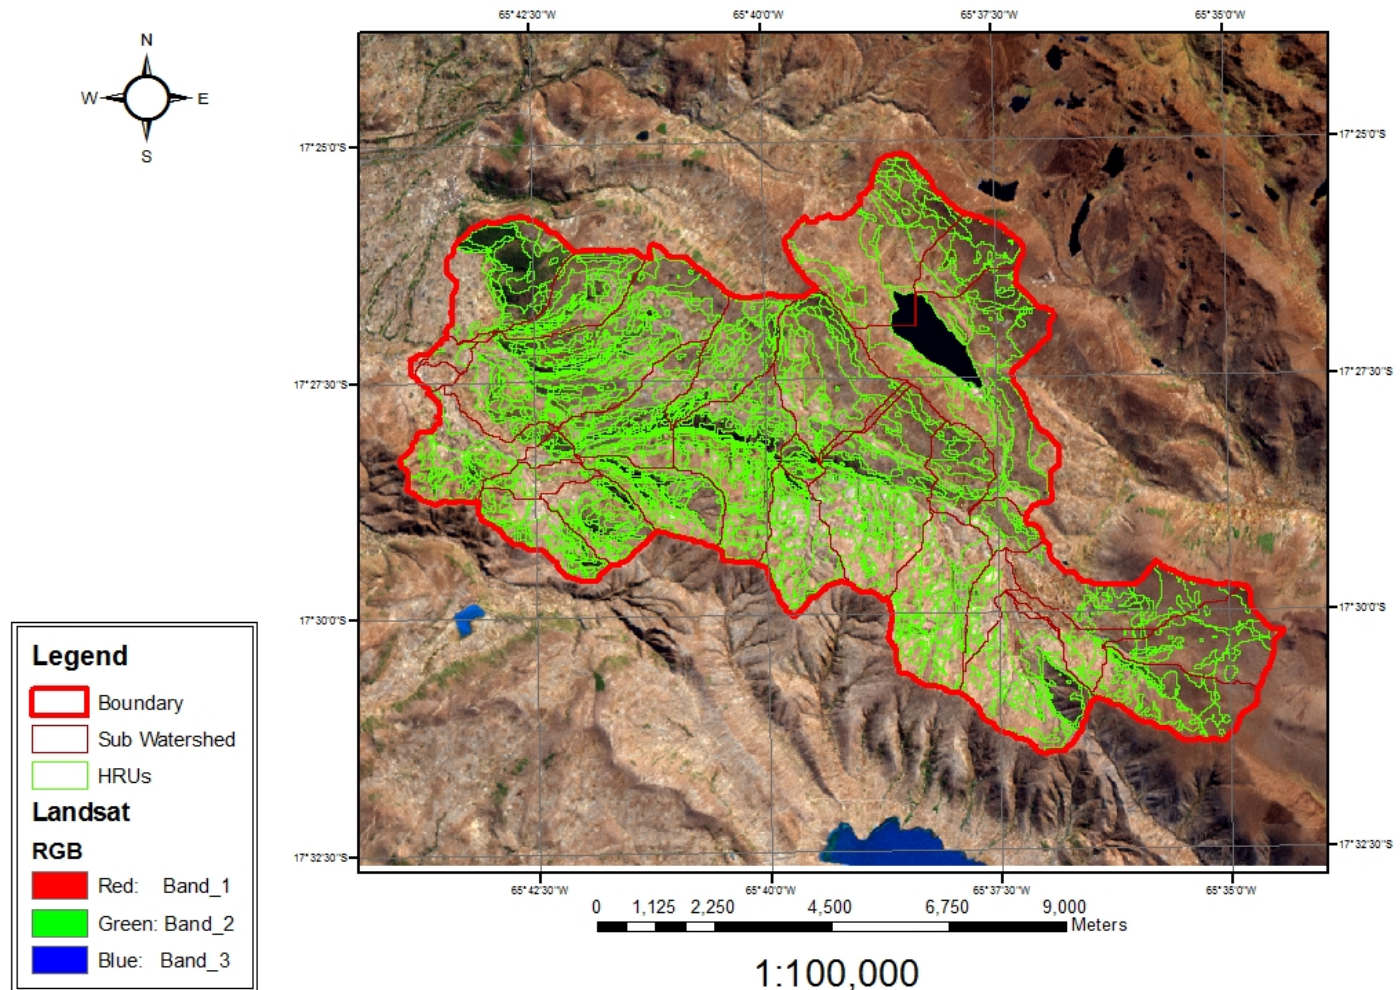 65°42'30"W 65°40'0"W 65°37'30"W 65°35'0"W
N
W E
S
17°25'0"S 17°25'0"S
17°27'30"S 17°27'30"S
17°30'0"S 17°30'0"S
17°32'30"S 17°32'30"S
65°42'30"W 65°40'0"W 65°37'30"W 65°35'0"W
Legend
Boundary
Sub Watershed
HRUs
Landsat
RGB
Red: Band_1
Green: Band_2
Blue: Band_3
0 1,125 2,250 4,500 6,750 9,000
Meters
1:100,000